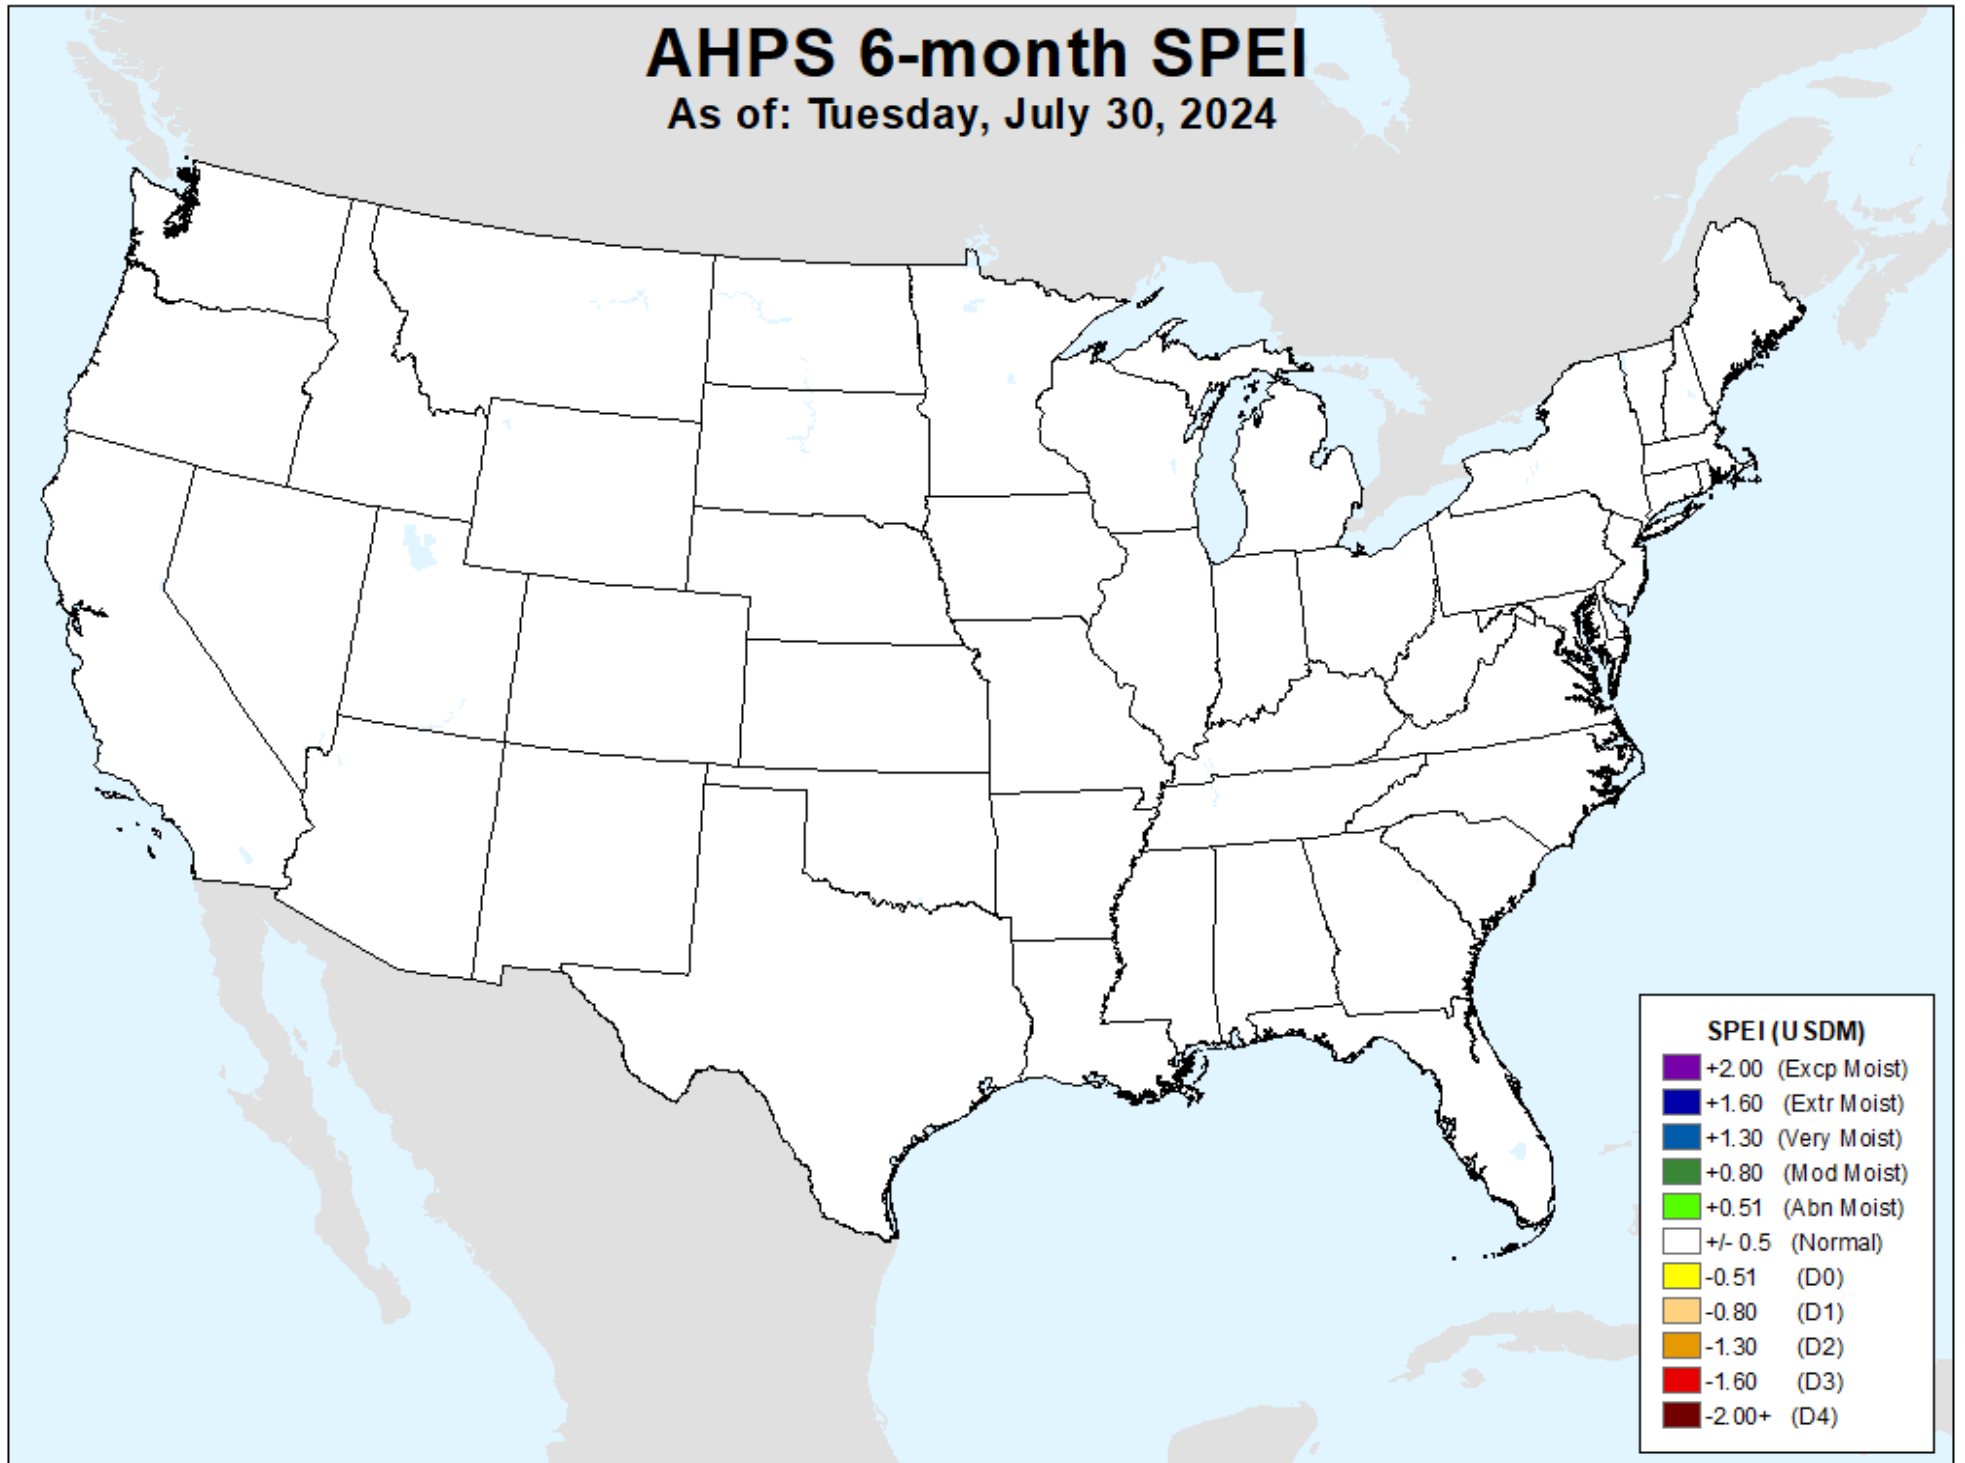 AHPS 6-month SPEI
As of: Tuesday, July 30, 2024
SPEI (USDM)
+2.00 (Excp Moist)
+1.60 (Extr Moist)
+1.30 (Very Moist)
+0.80 (Mod Moist)
+0.51 (Abn Moist)
+/- 0.5 (Normal)
-0.51 (D0)
-0.80 (D1)
-1.30 (D2)
-1.60 (D3)
-2.00+ (D4)